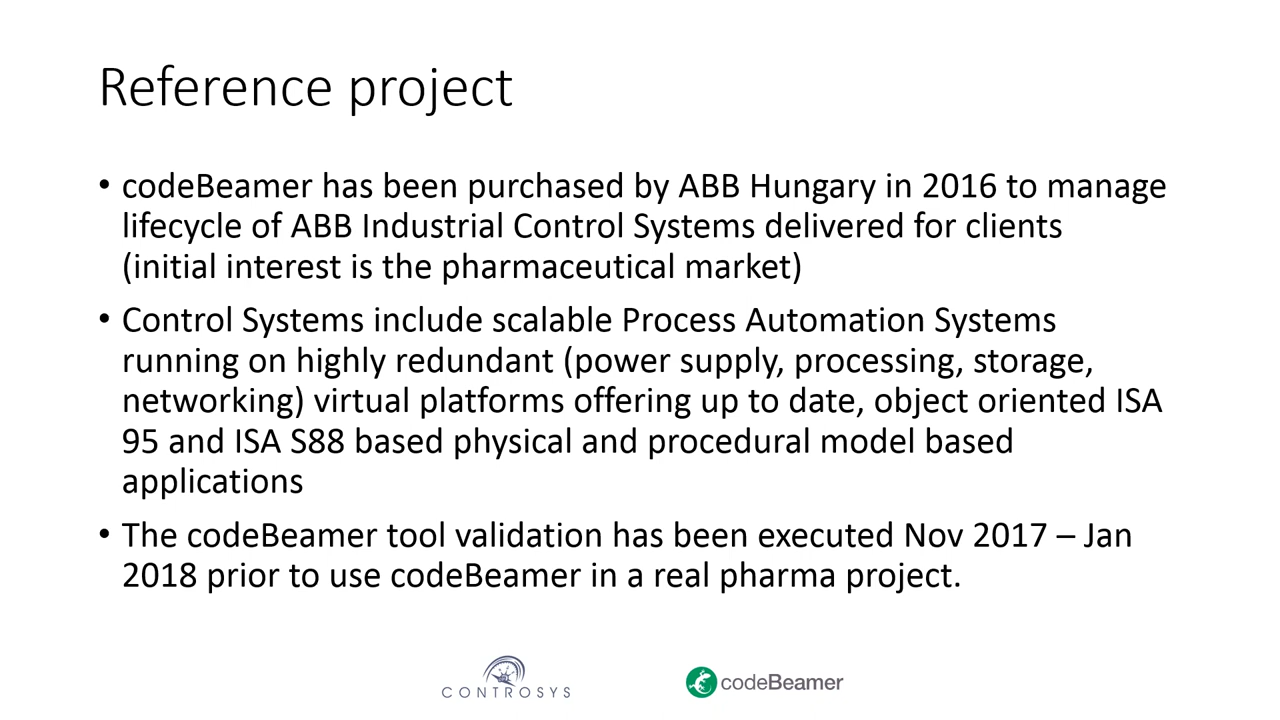 Reference project
• codeBeamer has been purchased by ABB Hungary in 2016 to manage
lifecycle of ABB Industrial Control Systems delivered for clients
(initial interest is the pharmaceutical market)
• Control Systems include scalable Process Automation Systems
running on highly redundant (power supply, processing, storage,
networking) virtual platforms offering up to date, object oriented ISA
95 and ISA S88 based physical and procedural model based
applications
• The codeBeamer tool validation has been executed Nov 2017 – Jan
2018 prior to use codeBeamer in a real pharma project.
CONTROSYS
codeBeamer